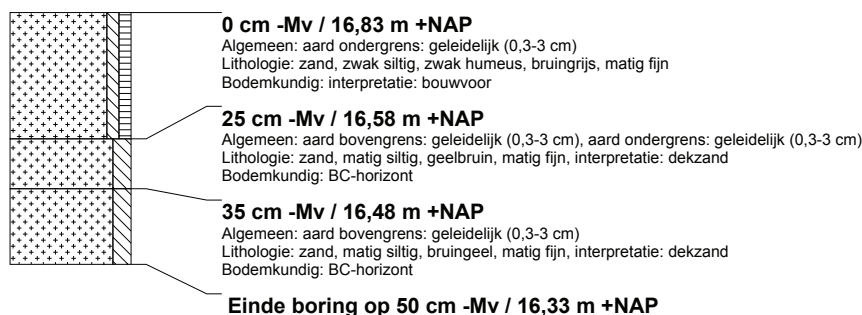 0 cm -Mv / 16,83 m +NAP
Algemeen: aard ondergrens: geleidelijk (0,3-3 cm)
Lithologie: zand, zwak siltig, zwak humeus, bruingrijs, matig fijn
Bodemkundig: interpretatie: bouwvoor
25 cm -Mv / 16,58 m +NAP
Algemeen: aard bovengrens: geleidelijk (0,3-3 cm), aard ondergrens: geleidelijk (0,3-3 cm)
Lithologie: zand, matig siltig, geelbruin, matig fijn, interpretatie: dekzand
Bodemkundig: BC-horizont
35 cm -Mv / 16,48 m +NAP
Algemeen: aard bovengrens: geleidelijk (0,3-3 cm)
Lithologie: zand, matig siltig, bruingeel, matig fijn, interpretatie: dekzand
Bodemkundig: BC-horizont
Einde boring op 50 cm -Mv / 16,33 m +NAP